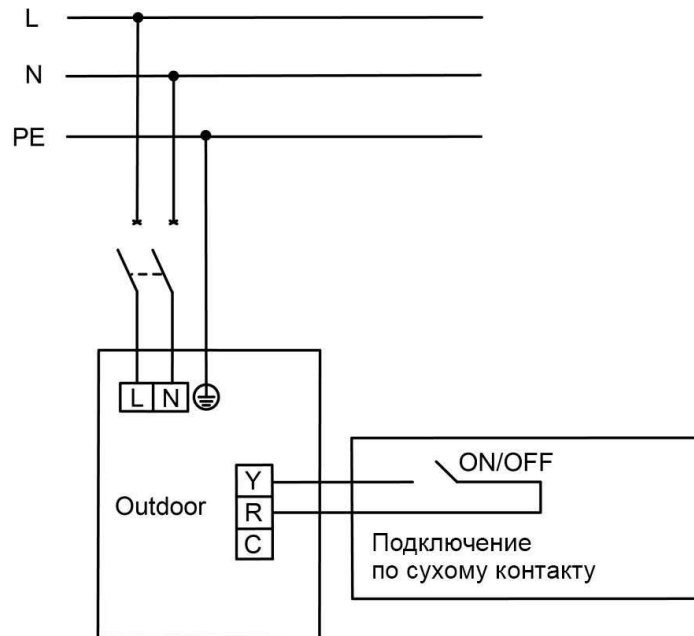 L
N
PE
L N
Y
R
C
Outdoor
ON/OFF
Подключение
по сухому контакту